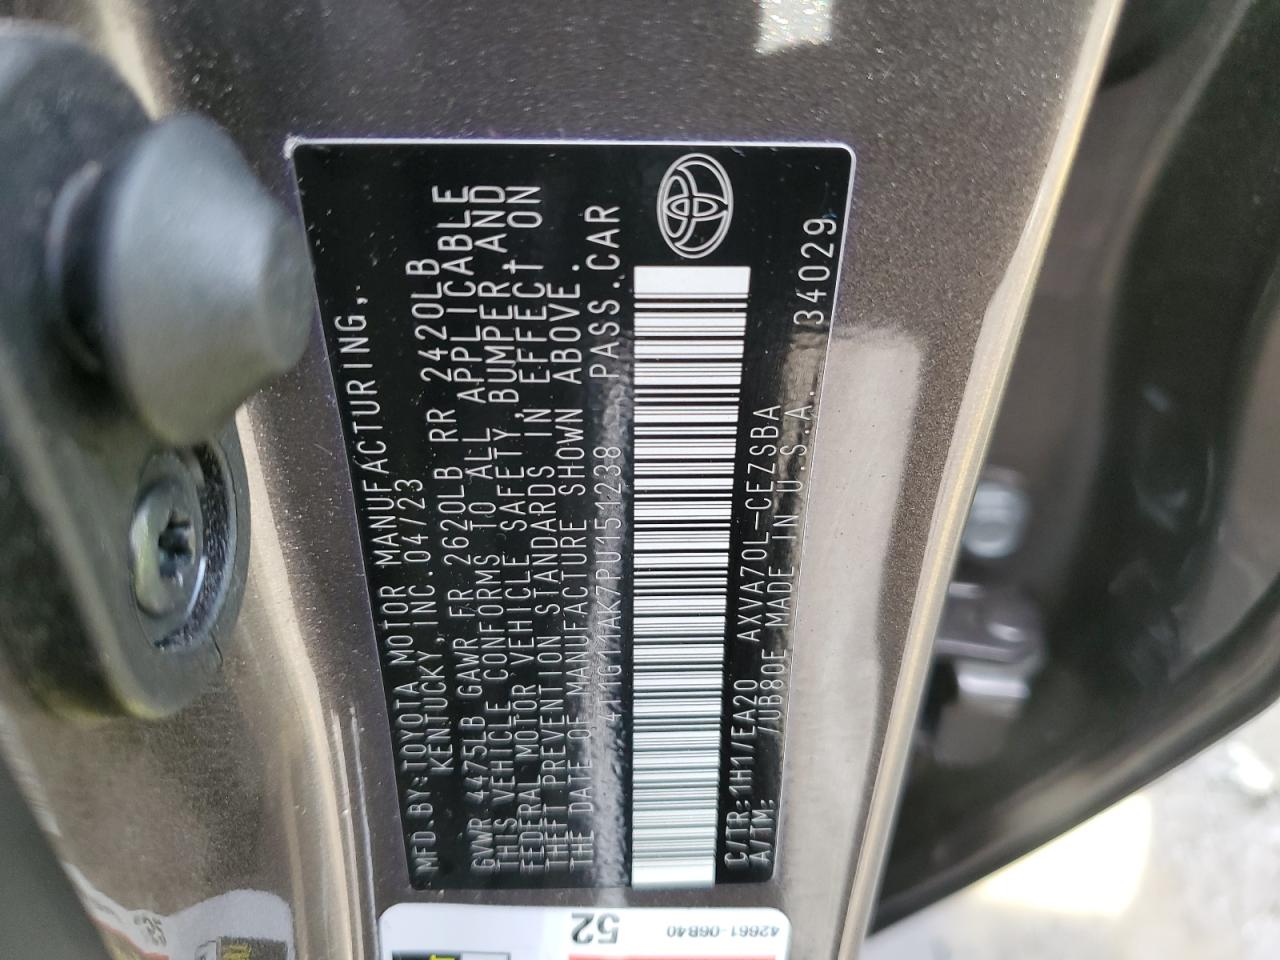 MFD.BY:TOYOTA MOTOR MANUFACTURING,
KENTUCKY, INC. 04/23
GVWR 4475LB GAWR FR 2620LB RR 2420LB
THIS VEHICLE CONFORMS TO ALL APPLICABLE
FEDERAL MOTOR VEHICLE SAFETY, BUMPER, AND
THEFT PREVENTION STANDARDS IN EFFECT ON
THE DATE OF MANUFACTURE SHOWN ABOVE.
4T1G11AK7PU151238 PASS.CAR
C/TR:1H1/EA20 AXVA70L-CEZSBA
A/TM: /UB80E MADE IN U.S.A. 34029
52
42661-06B40